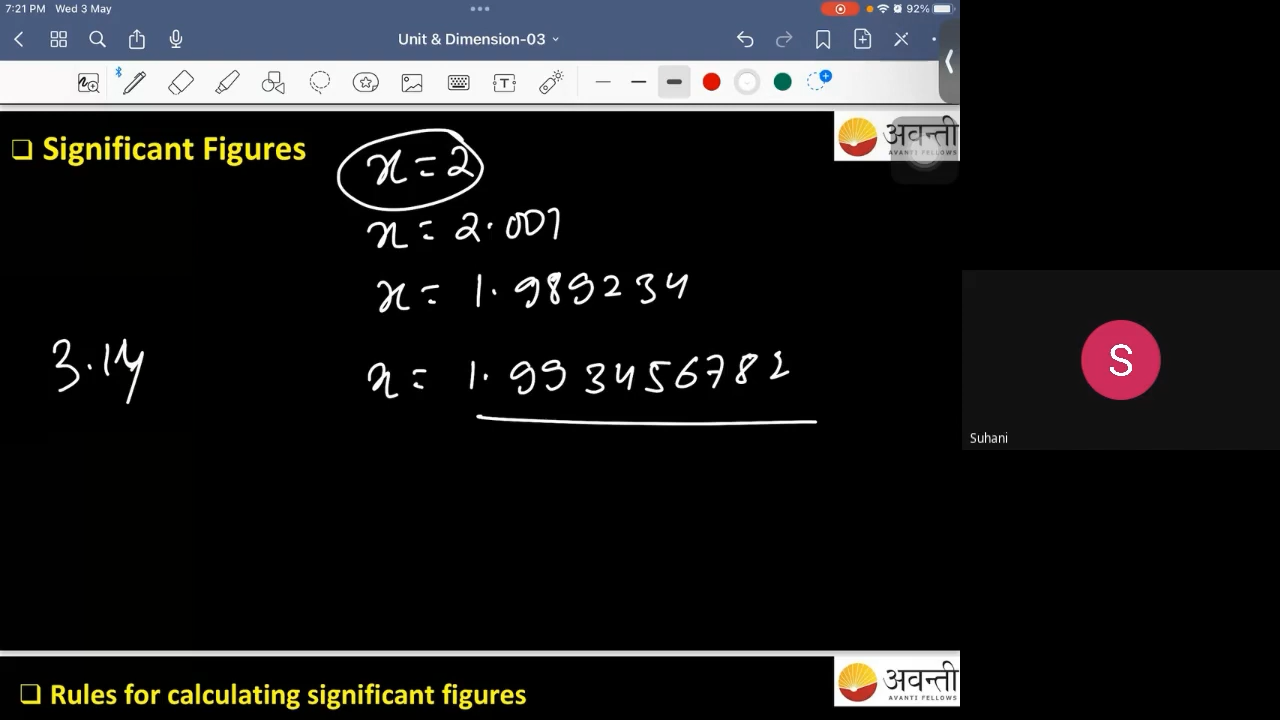 7:21 PM Wed 3 May
92%
Unit & Dimension-03
Significant Figures
अवन्ती
AVANTI FELLOWS
x = 2
x = 2.001
x = 1.989234
3.14
x = 1.993456782
S
Suhani
Rules for calculating significant figures
अवन्ती
AVANTI FELLOWS